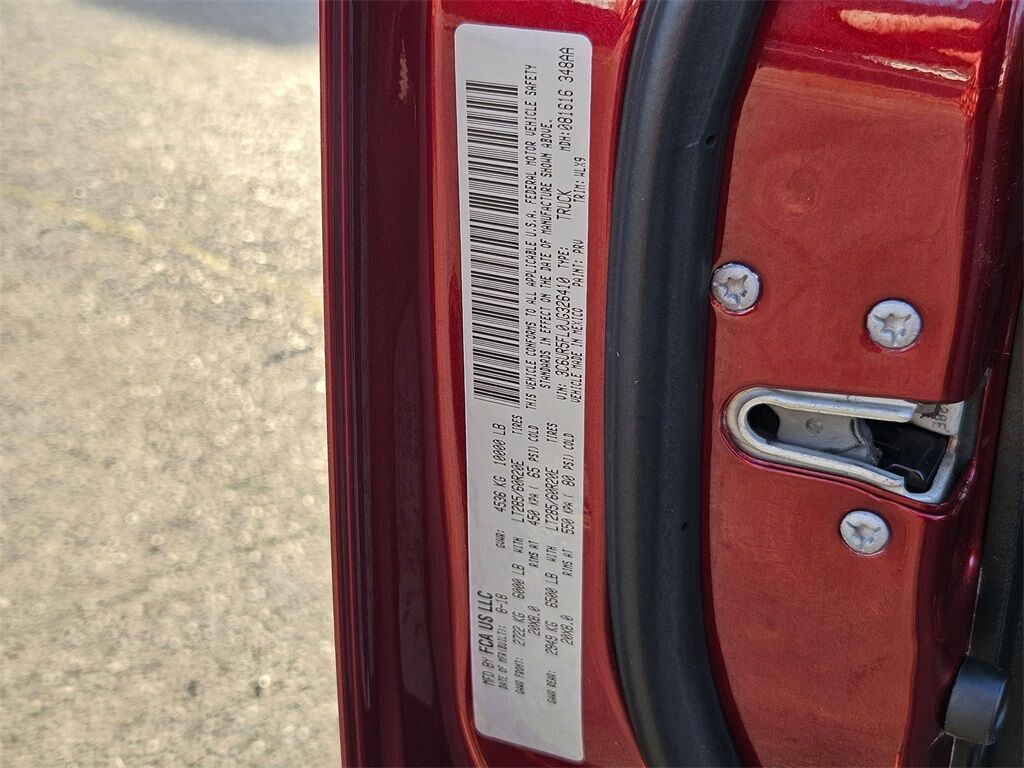 MFD BY FCA US LLC
DATE OF MFR(BUILT): 8-18 GVWR: 4536 KG 10000 LB
GAWR FRONT: 2722 KG 6000 LB WITH LT285/60R20E TIRES
20X8.0 RIMS AT 450 KPA ( 65 PSI) COLD
GAWR REAR: 2949 KG 6500 LB WITH LT285/60R20E TIRES
20X8.0 RIMS AT 550 KPA ( 80 PSI) COLD
THIS VEHICLE CONFORMS TO ALL APPLICABLE U.S.A. FEDERAL MOTOR VEHICLE SAFETY
STANDARDS IN EFFECT ON THE DATE OF MANUFACTURE SHOWN ABOVE.
VIN: 3C6UR5FL0JG326410 TYPE: TRUCK MDH:081616 348AA
VEHICLE MADE IN MEXICO PAINT: PRV TRIM: WLX9